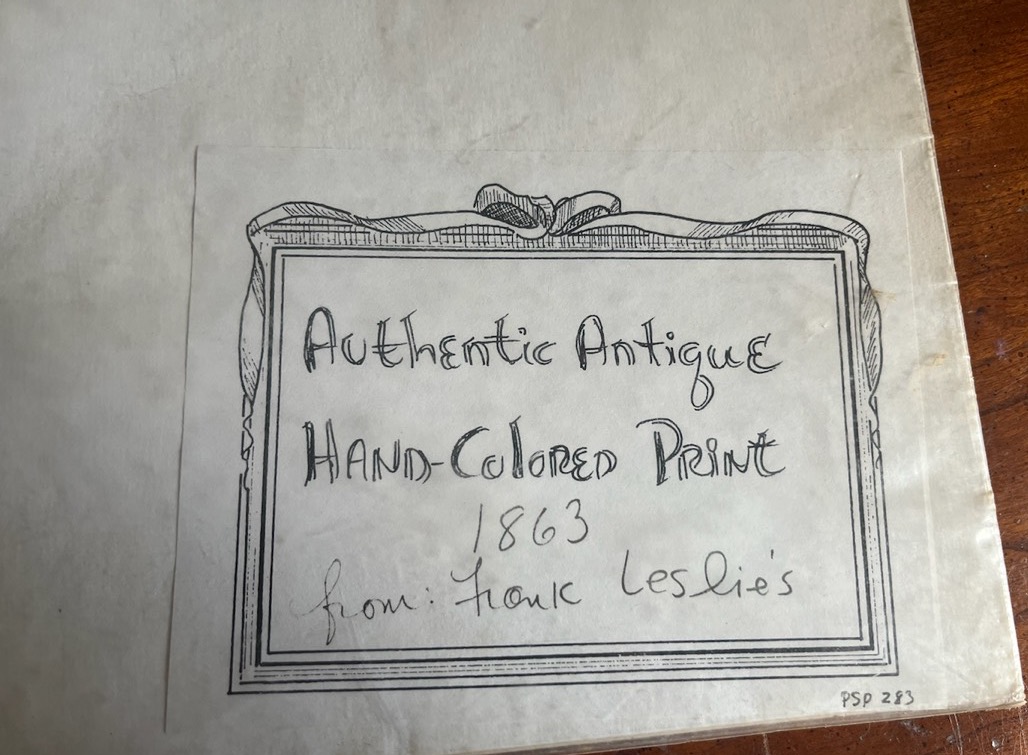 Authentic Antique
HAND-COlORED PRiNt
1863
from: Frank Leslie's
PSP 283